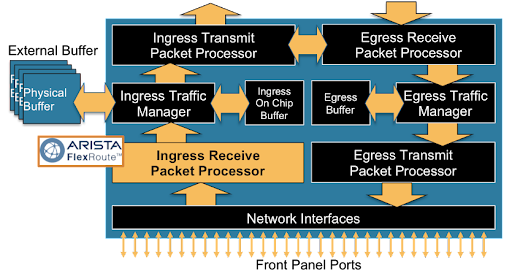 Ingress Transmit
Packet Processor
Egress Receive
Packet Processor
External Buffer
Physical
Buffer
Ingress Traffic
Manager
Ingress
On Chip
Buffer
Egress
Buffer
Egress Traffic
Manager
ARISTA
FlexRoute™
Ingress Receive
Packet Processor
Egress Transmit
Packet Processor
Network Interfaces
Front Panel Ports